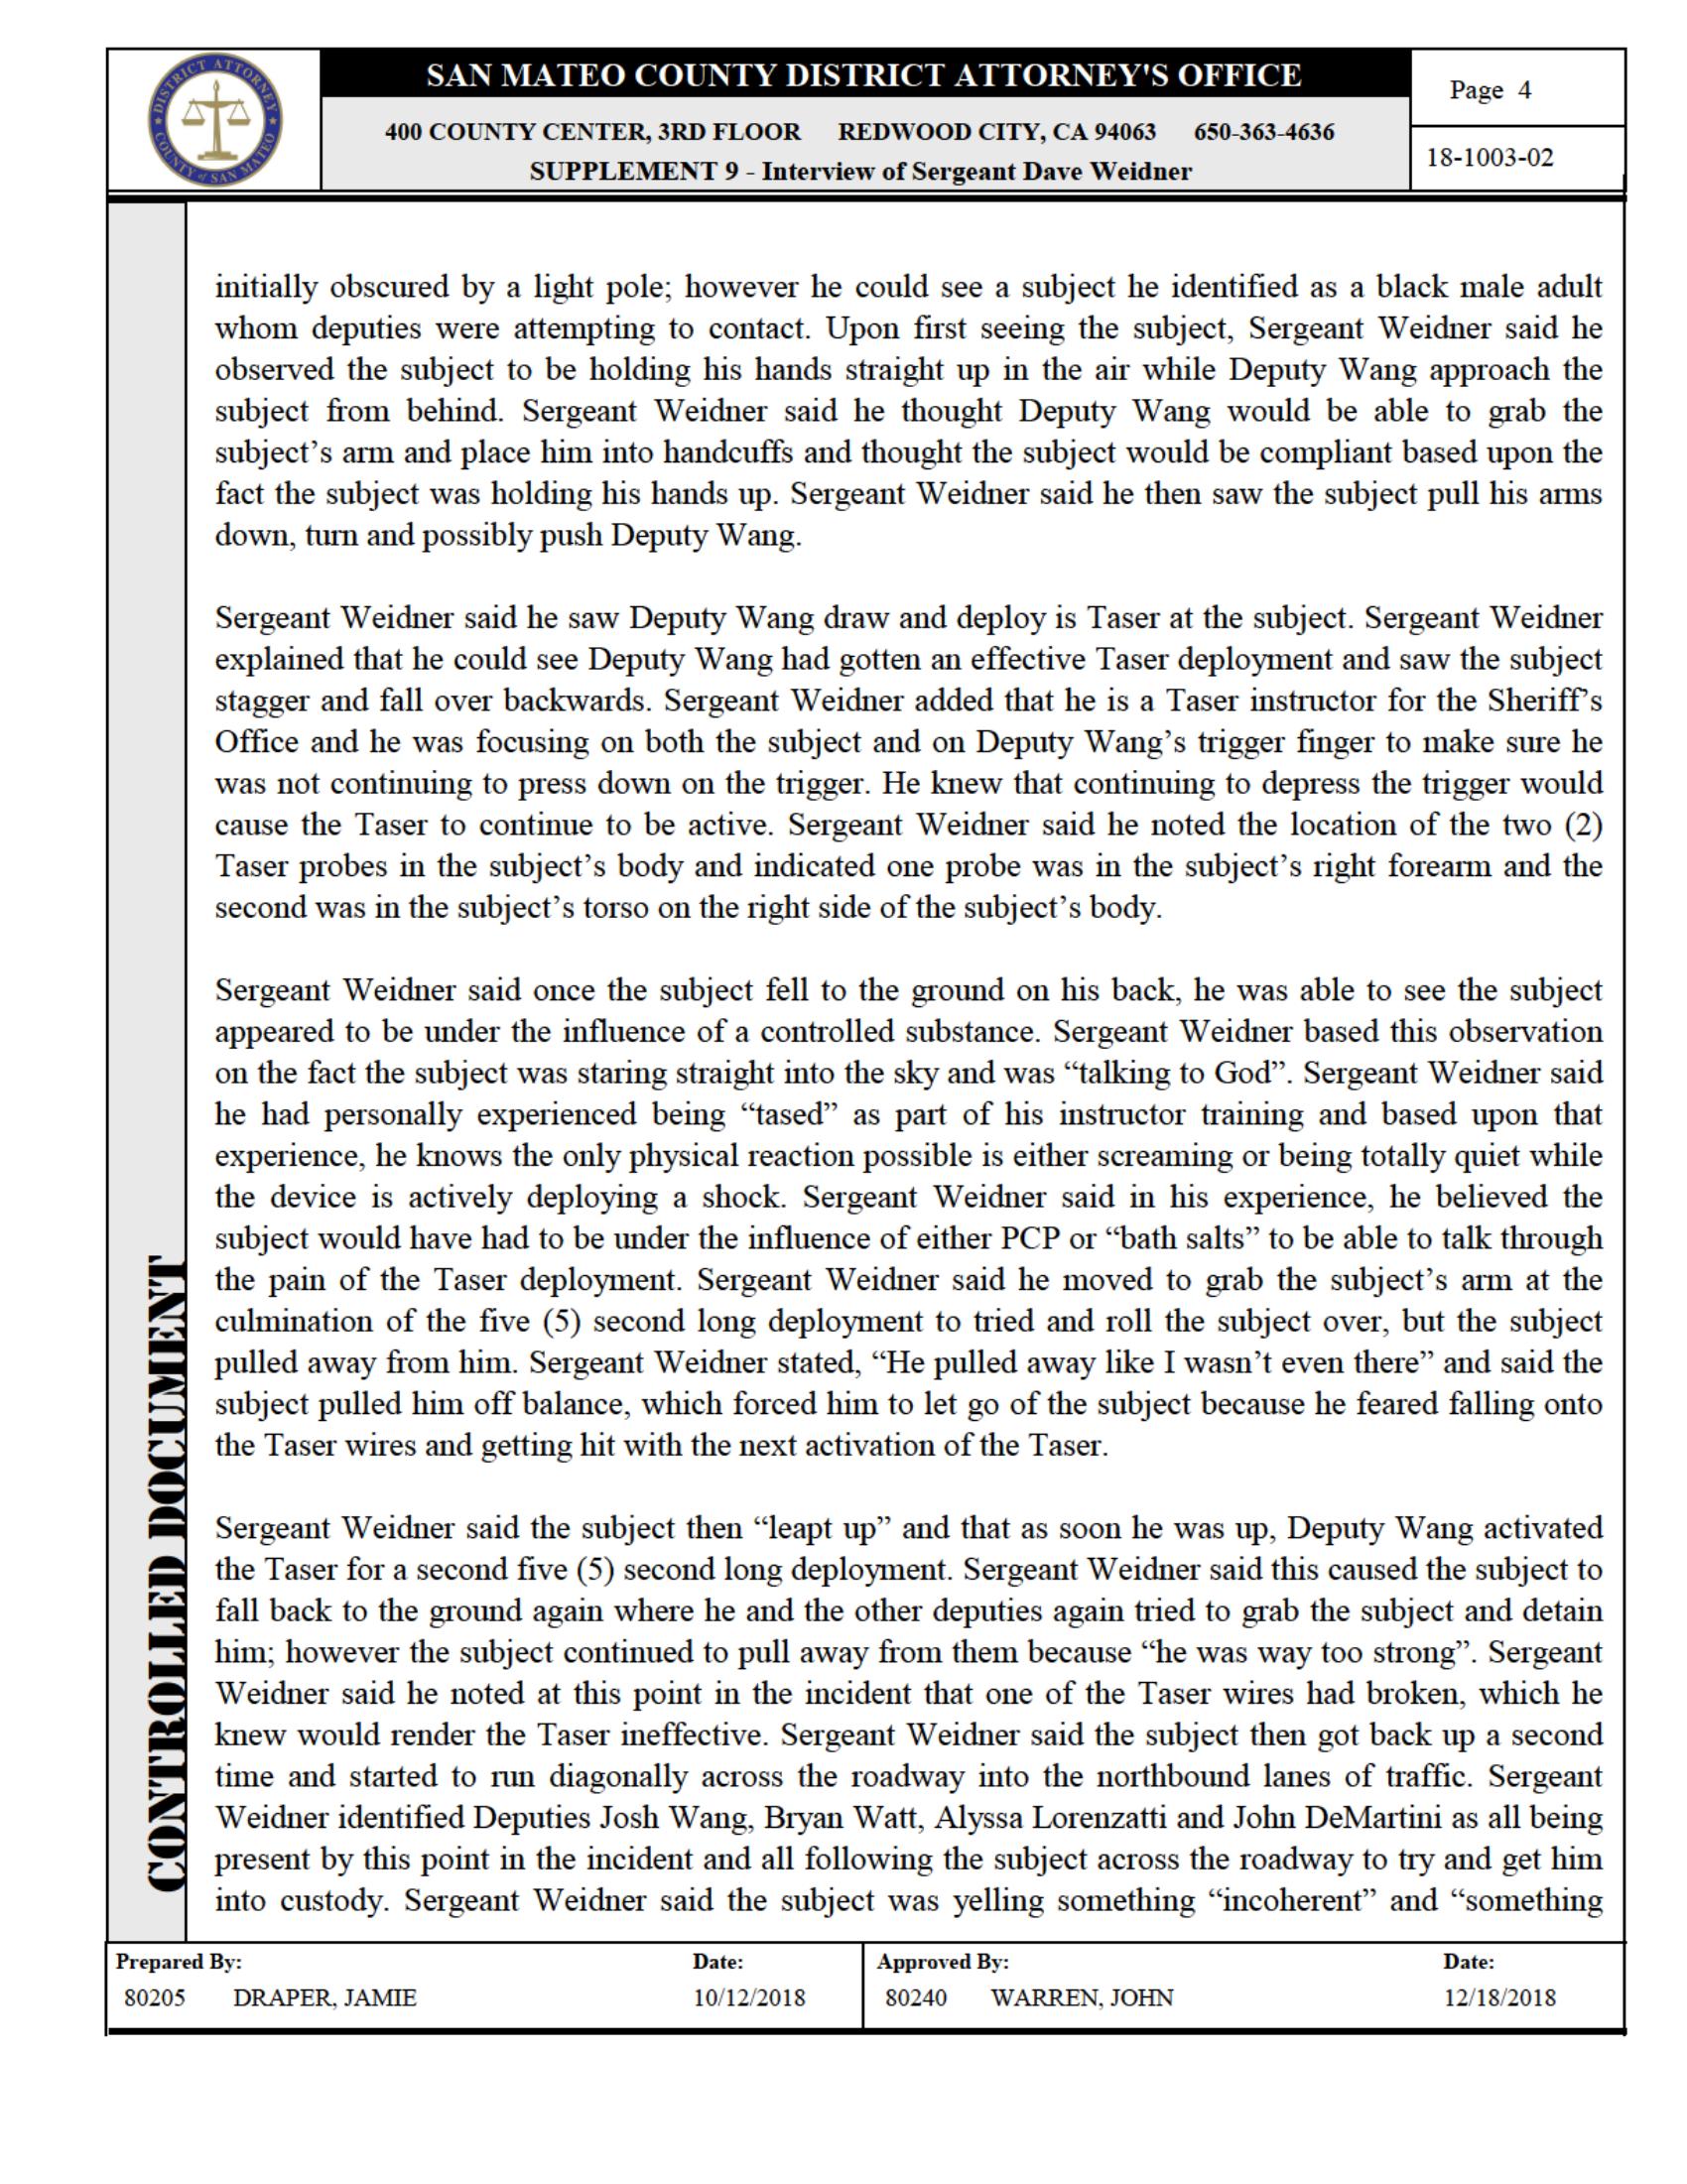 DISTRICT ATTORNEY
COUNTY of SAN MATEO
SAN MATEO COUNTY DISTRICT ATTORNEY'S OFFICE
400 COUNTY CENTER, 3RD FLOOR REDWOOD CITY, CA 94063 650-363-4636
SUPPLEMENT 9 - Interview of Sergeant Dave Weidner
Page 4
18-1003-02
initially obscured by a light pole; however he could see a subject he identified as a black male adult
whom deputies were attempting to contact. Upon first seeing the subject, Sergeant Weidner said he
observed the subject to be holding his hands straight up in the air while Deputy Wang approach the
subject from behind. Sergeant Weidner said he thought Deputy Wang would be able to grab the
subject’s arm and place him into handcuffs and thought the subject would be compliant based upon the
fact the subject was holding his hands up. Sergeant Weidner said he then saw the subject pull his arms
down, turn and possibly push Deputy Wang.
Sergeant Weidner said he saw Deputy Wang draw and deploy is Taser at the subject. Sergeant Weidner
explained that he could see Deputy Wang had gotten an effective Taser deployment and saw the subject
stagger and fall over backwards. Sergeant Weidner added that he is a Taser instructor for the Sheriff’s
Office and he was focusing on both the subject and on Deputy Wang’s trigger finger to make sure he
was not continuing to press down on the trigger. He knew that continuing to depress the trigger would
cause the Taser to continue to be active. Sergeant Weidner said he noted the location of the two (2)
Taser probes in the subject’s body and indicated one probe was in the subject’s right forearm and the
second was in the subject’s torso on the right side of the subject’s body.
Sergeant Weidner said once the subject fell to the ground on his back, he was able to see the subject
appeared to be under the influence of a controlled substance. Sergeant Weidner based this observation
on the fact the subject was staring straight into the sky and was “talking to God”. Sergeant Weidner said
he had personally experienced being “tased” as part of his instructor training and based upon that
experience, he knows the only physical reaction possible is either screaming or being totally quiet while
the device is actively deploying a shock. Sergeant Weidner said in his experience, he believed the
subject would have had to be under the influence of either PCP or “bath salts” to be able to talk through
the pain of the Taser deployment. Sergeant Weidner said he moved to grab the subject’s arm at the
culmination of the five (5) second long deployment to tried and roll the subject over, but the subject
pulled away from him. Sergeant Weidner stated, “He pulled away like I wasn’t even there” and said the
subject pulled him off balance, which forced him to let go of the subject because he feared falling onto
the Taser wires and getting hit with the next activation of the Taser.
Sergeant Weidner said the subject then “leapt up” and that as soon he was up, Deputy Wang activated
the Taser for a second five (5) second long deployment. Sergeant Weidner said this caused the subject to
fall back to the ground again where he and the other deputies again tried to grab the subject and detain
him; however the subject continued to pull away from them because “he was way too strong”. Sergeant
Weidner said he noted at this point in the incident that one of the Taser wires had broken, which he
knew would render the Taser ineffective. Sergeant Weidner said the subject then got back up a second
time and started to run diagonally across the roadway into the northbound lanes of traffic. Sergeant
Weidner identified Deputies Josh Wang, Bryan Watt, Alyssa Lorenzatti and John DeMartini as all being
present by this point in the incident and all following the subject across the roadway to try and get him
into custody. Sergeant Weidner said the subject was yelling something “incoherent” and “something
CONTROLLED DOCUMENT
Prepared By: Date: Approved By: Date:
80205 DRAPER, JAMIE 10/12/2018 80240 WARREN, JOHN 12/18/2018